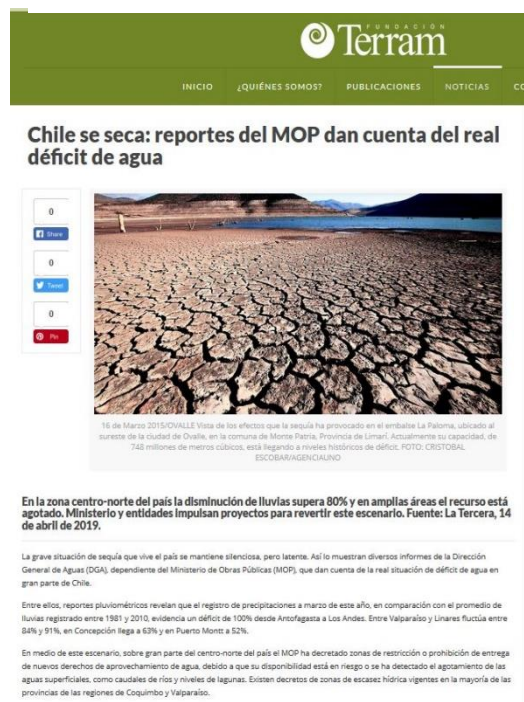 FUNDACIÓN
Terram
INICIO ¿QUIÉNES SOMOS? PUBLICACIONES NOTICIAS
Chile se seca: reportes del MOP dan cuenta del real
déficit de agua
0
Share
0
Tweet
0
Pin
16 de Marzo 2015/OVALLE Vista de los efectos que la sequía ha provocado en el embalse La Paloma, ubicado al
sureste de la ciudad de Ovalle, en la comuna de Monte Patria, Provincia de Limarí. Actualmente su capacidad, de
748 millones de metros cúbicos, está llegando a niveles históricos de déficit. FOTO: CRISTOBAL
ESCOBAR/AGENCIAUNO
En la zona centro-norte del país la disminución de lluvias supera 80% y en amplias áreas el recurso está
agotado. Ministerio y entidades impulsan proyectos para revertir este escenario. Fuente: La Tercera, 14
de abril de 2019.
La grave situación de sequía que vive el país se mantiene silenciosa, pero latente. Así lo muestran diversos informes de la Dirección
General de Aguas (DGA), dependiente del Ministerio de Obras Públicas (MOP), que dan cuenta de la real situación de déficit de agua en
gran parte de Chile.
Entre ellos, reportes pluviométricos revelan que el registro de precipitaciones a marzo de este año, en comparación con el promedio de
lluvias registrado entre 1981 y 2010, evidencia un déficit de 100% desde Antofagasta a Los Andes. Entre Valparaíso y Linares fluctúa entre
84% y 91%, en Concepción llega a 63% y en Puerto Montt a 52%.
En medio de este escenario, sobre gran parte del centro-norte del país el MOP ha decretado zonas de restricción o prohibición de entrega
de nuevos derechos de aprovechamiento de agua, debido a que su disponibilidad está en riesgo o se ha detectado el agotamiento de las
aguas superficiales, como caudales de ríos y niveles de lagunas. Existen decretos de zonas de escasez hídrica vigentes en la mayoría de las
provincias de las regiones de Coquimbo y Valparaíso.